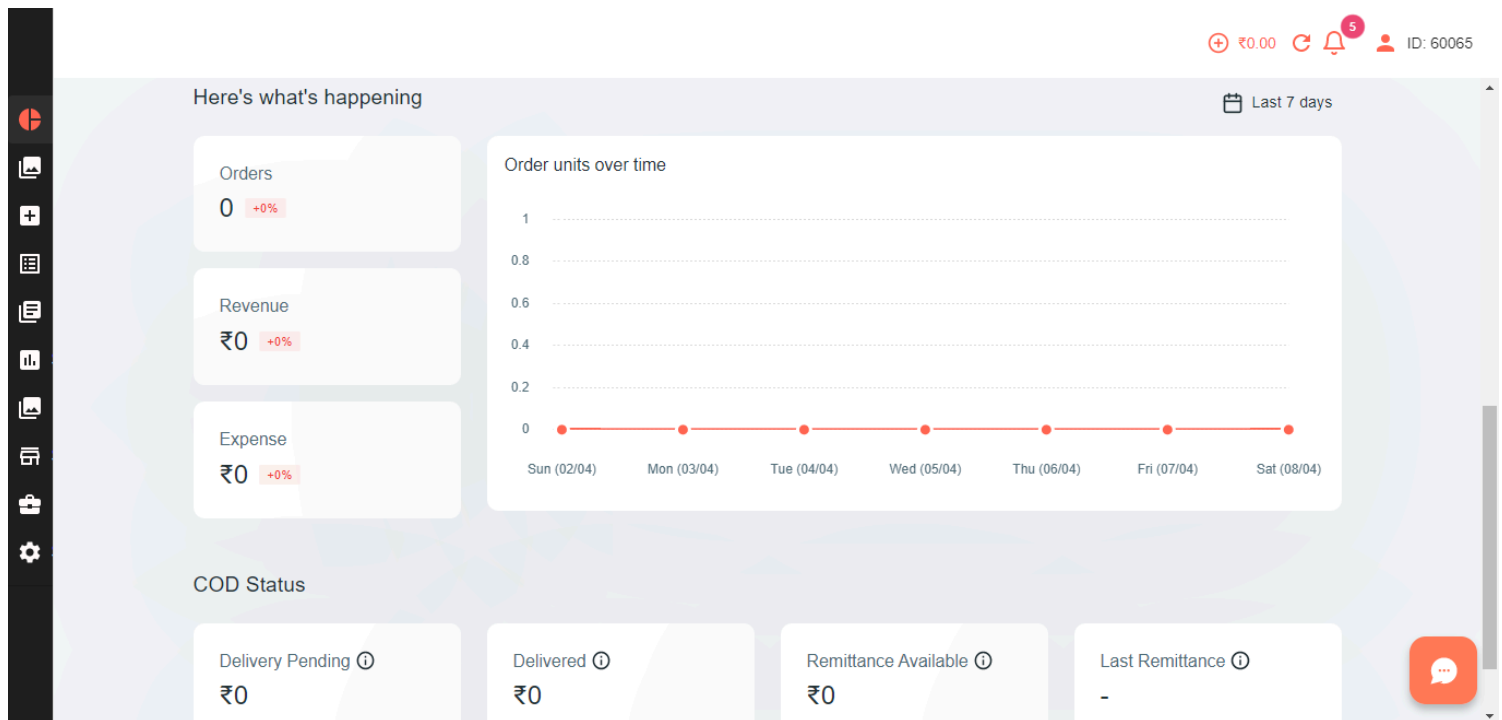 5
₹0.00
ID: 60065
Here's what's happening
Last 7 days
Orders
0 +0%
Revenue
₹0 +0%
Expense
₹0 +0%
Order units over time
1
0.8
0.6
0.4
0.2
0
Sun (02/04) Mon (03/04) Tue (04/04) Wed (05/04) Thu (06/04) Fri (07/04) Sat (08/04)
COD Status
Delivery Pending
₹0
Delivered
₹0
Remittance Available
₹0
Last Remittance
-